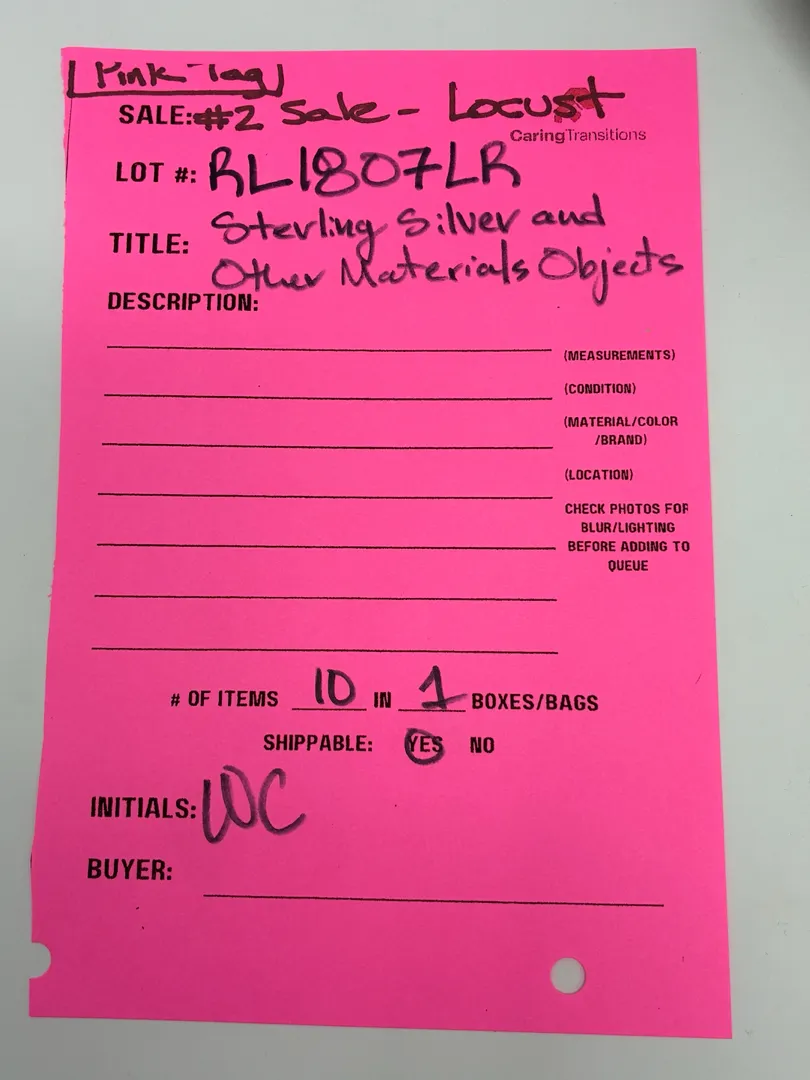 [Pink Tag]
SALE: #2 Sale - Locust
CaringTransitions
LOT #: RL1807LR
TITLE: Sterling Silver and
Other Materials Objects
DESCRIPTION:
(MEASUREMENTS)
(CONDITION)
(MATERIAL/COLOR
/BRAND)
(LOCATION)
CHECK PHOTOS FOR
BLUR/LIGHTING
BEFORE ADDING TO
QUEUE
# OF ITEMS 10 IN 1 BOXES/BAGS
SHIPPABLE: YES NO
INITIALS: WC
BUYER: